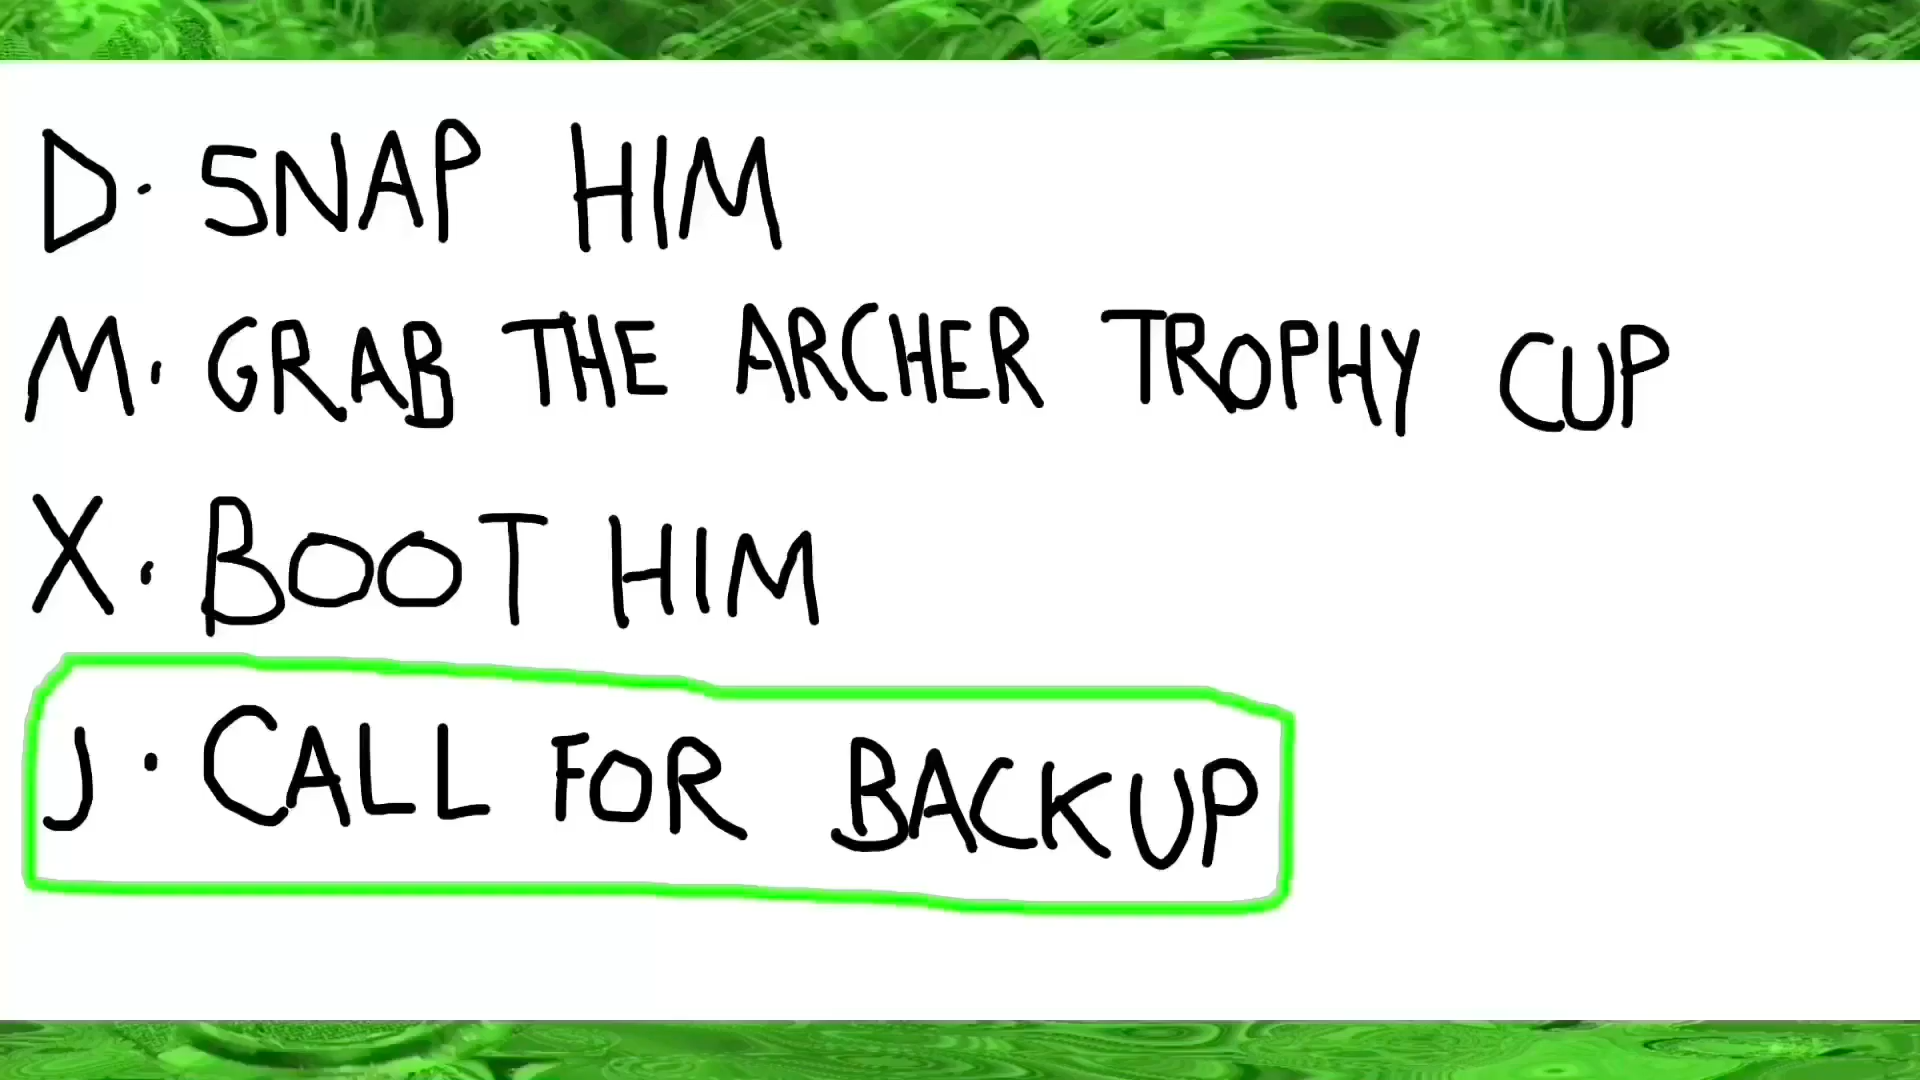 D. SNAP HIM
M. GRAB THE ARCHER TROPHY CUP
X. BOOT HIM
J. CALL FOR BACKUP